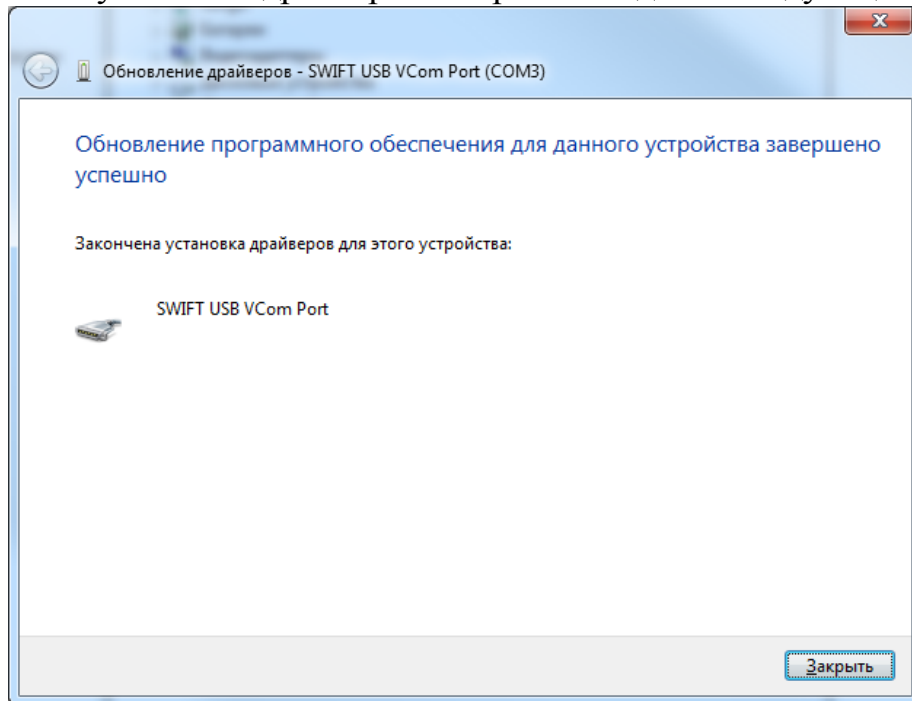 Обновление драйверов - SWIFT USB VCom Port (COM3)
Обновление программного обеспечения для данного устройства завершено
успешно
Закончена установка драйверов для этого устройства:
SWIFT USB VCom Port
Закрыть